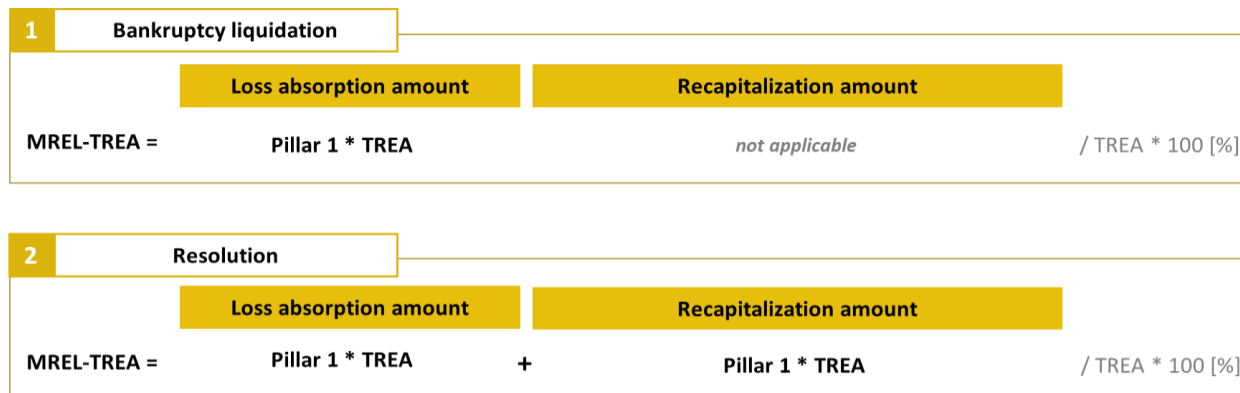 1 Bankruptcy liquidation
Loss absorption amount Recapitalization amount
MREL-TREA = Pillar 1 * TREA not applicable / TREA * 100 [%]
2 Resolution
Loss absorption amount Recapitalization amount
MREL-TREA = Pillar 1 * TREA + Pillar 1 * TREA / TREA * 100 [%]